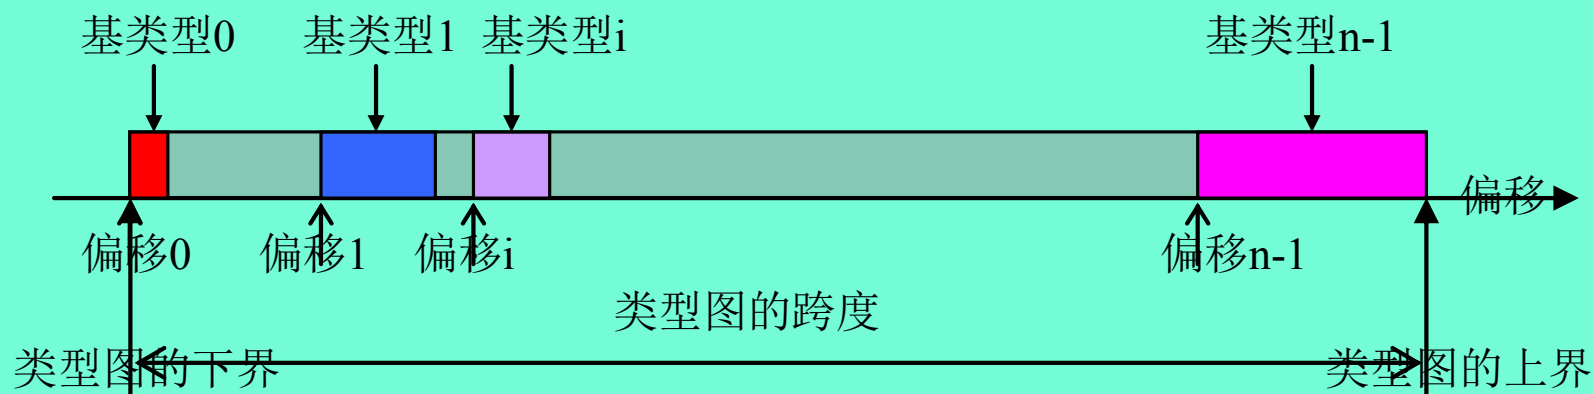 基类型0 基类型1 基类型i 基类型n-1
偏移
偏移0 偏移1 偏移i 偏移n-1
类型图的跨度
类型图的下界 类型图的上界